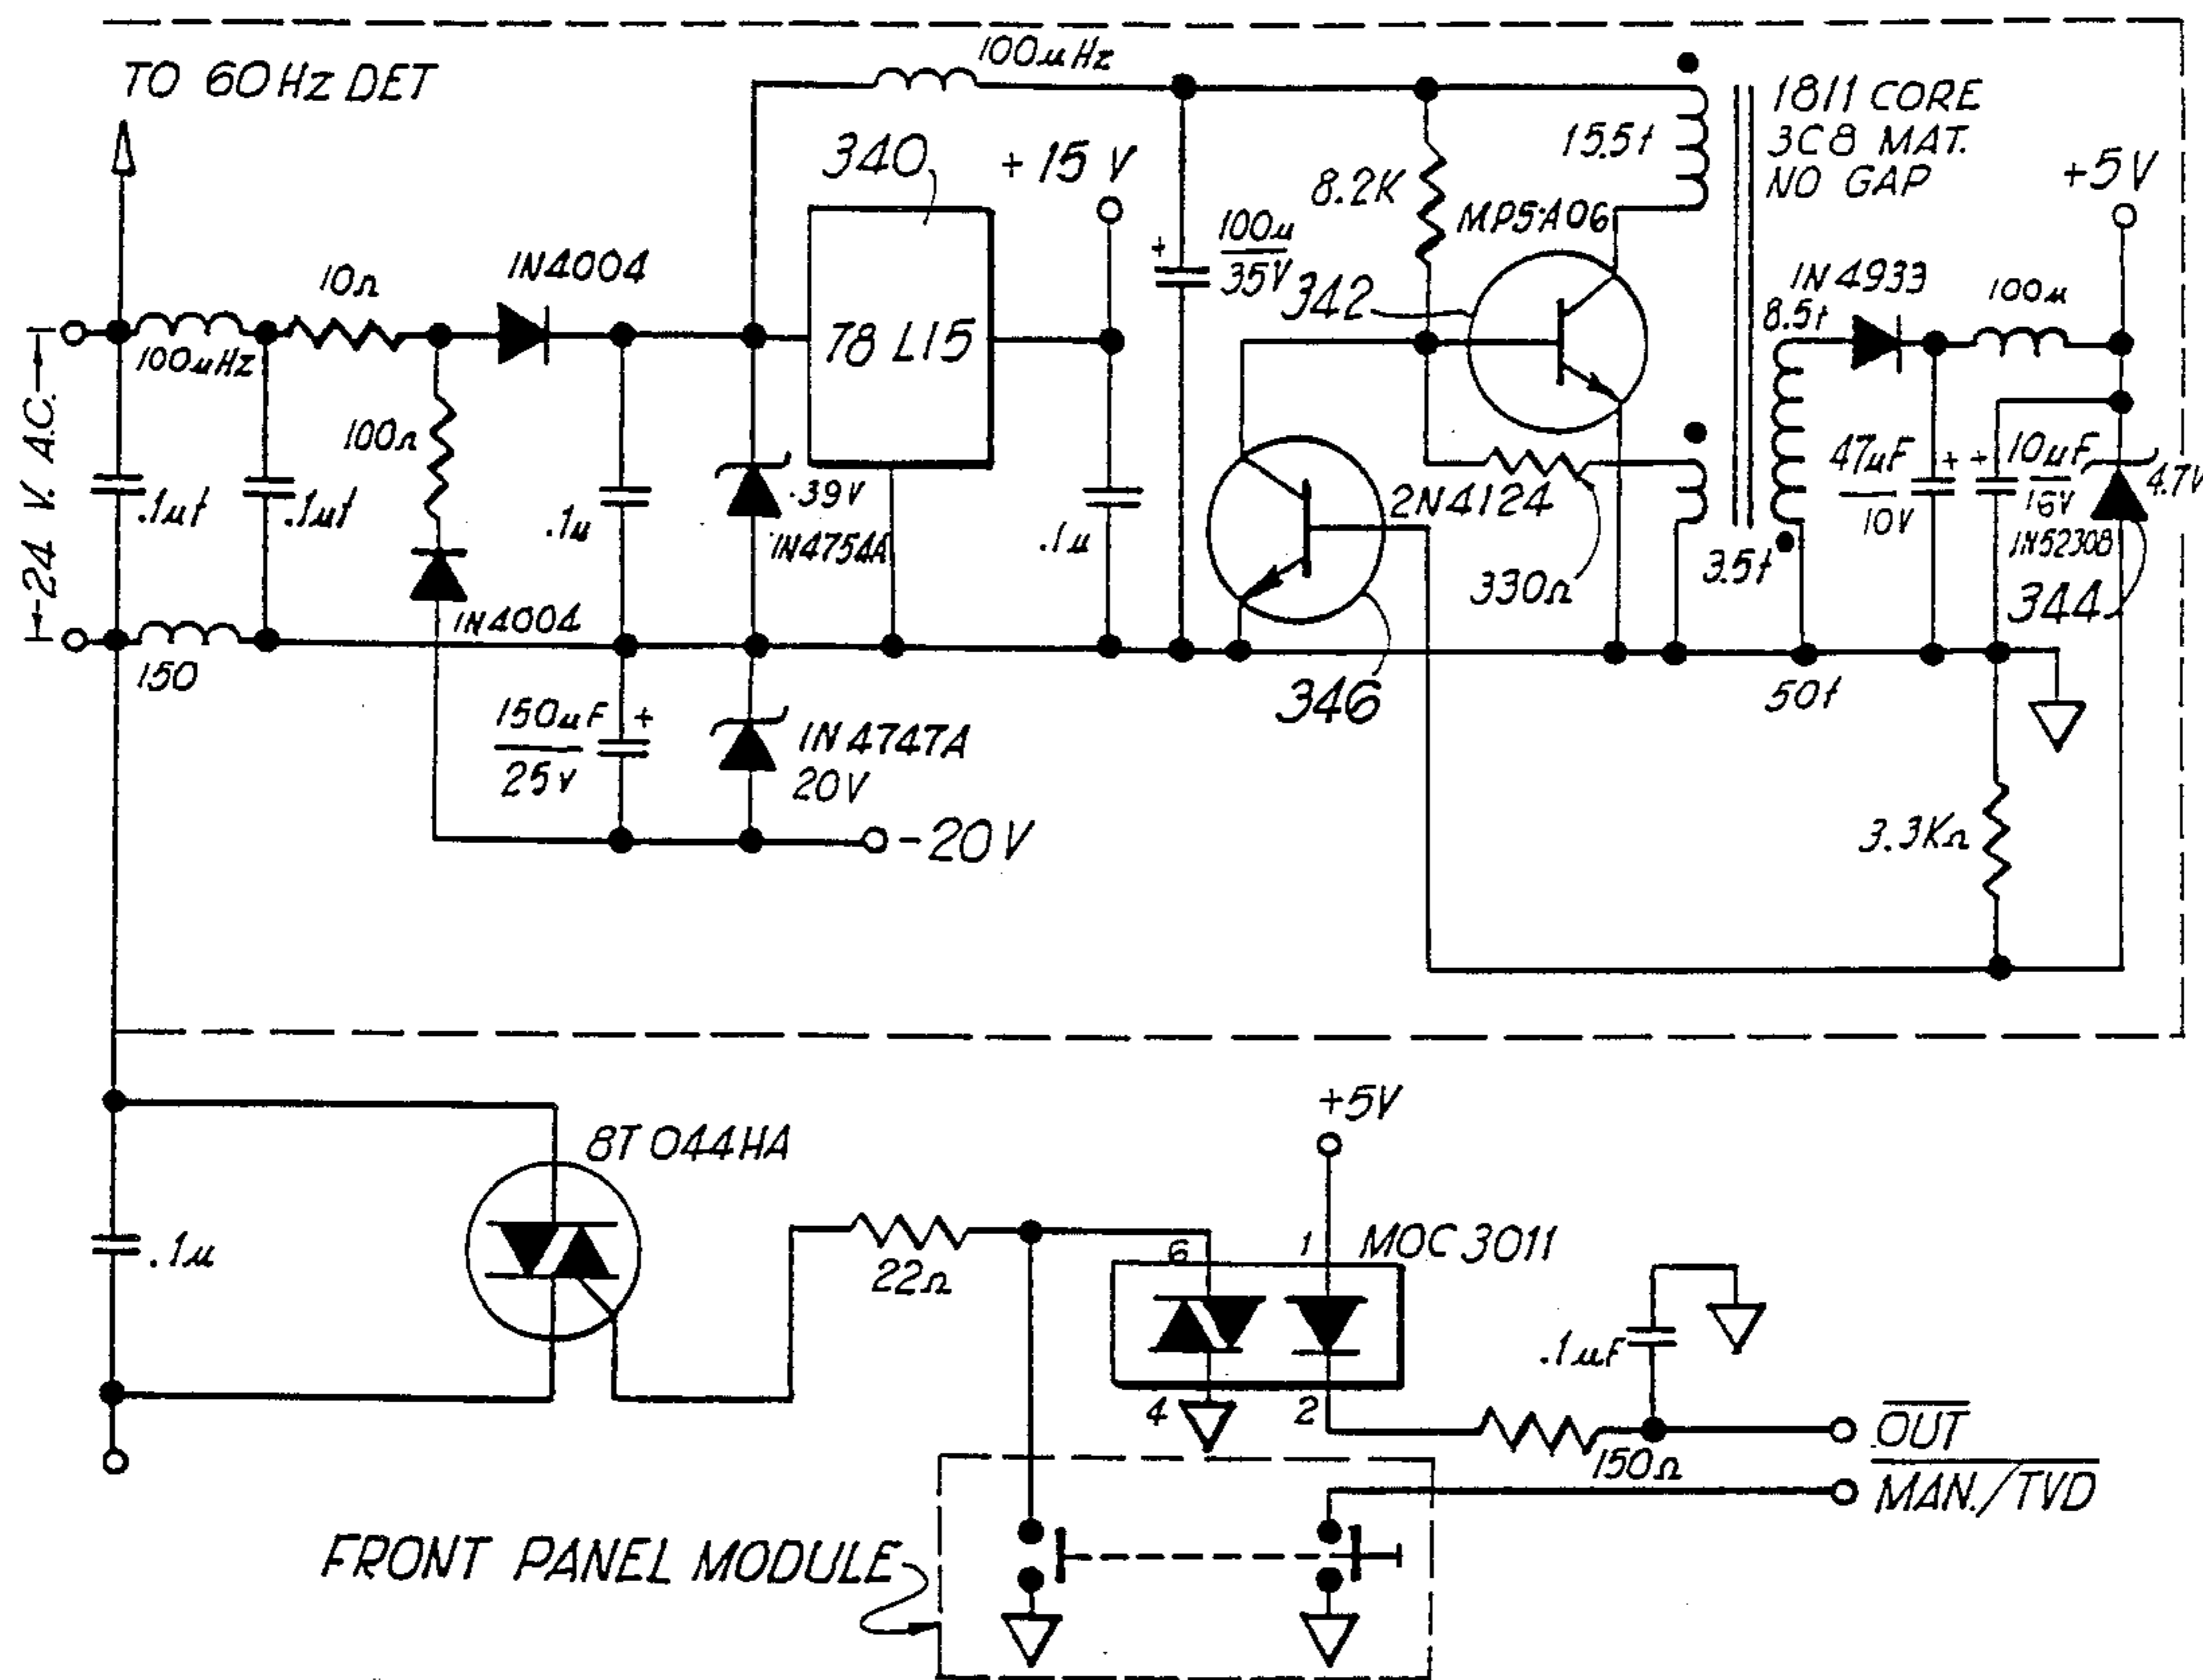 TO 60Hz DET
100µHz
1811 CORE
3C8 MAT.
NO GAP
15.5t
340
+15 V
+5V
8.2K
MPS·A06
1N4004
10Ω
100µ
35V
+
342
1N4933
100µ
8.5t
78 L15
100µHz
24 V. A.C.
100Ω
.1µf
.1µf
.1µ
·39V
1N4754A
.1µ
2N4124
330Ω
3.5t
47µF
10V
+
+
10µF
16V
4.7V
1N5230B
344
1N4004
150
346
50t
150µF
25V
+
1N4747A
20V
-20V
3.3KΩ
8T044HA
+5V
.1µ
22Ω
6
1
MOC3011
4
2
.1µF
150Ω
OUT
MAN./TVD
FRONT PANEL MODULE